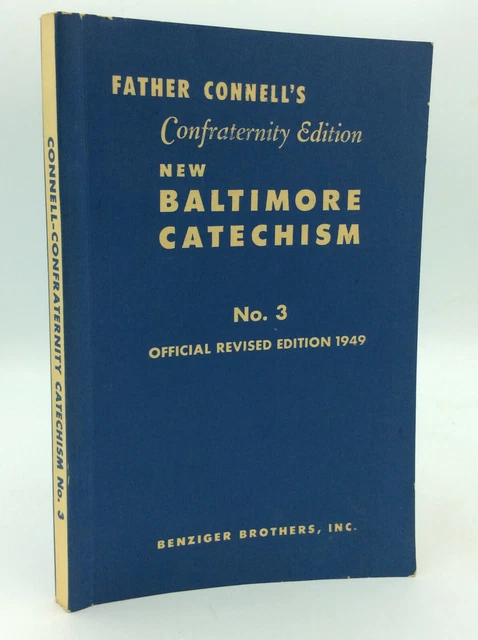 FATHER CONNELL'S
Confraternity Edition
NEW
BALTIMORE
CATECHISM
No. 3
OFFICIAL REVISED EDITION 1949
BENZIGER BROTHERS, INC.
CONNELL-CONFRATERNITY CATECHISM No. 3